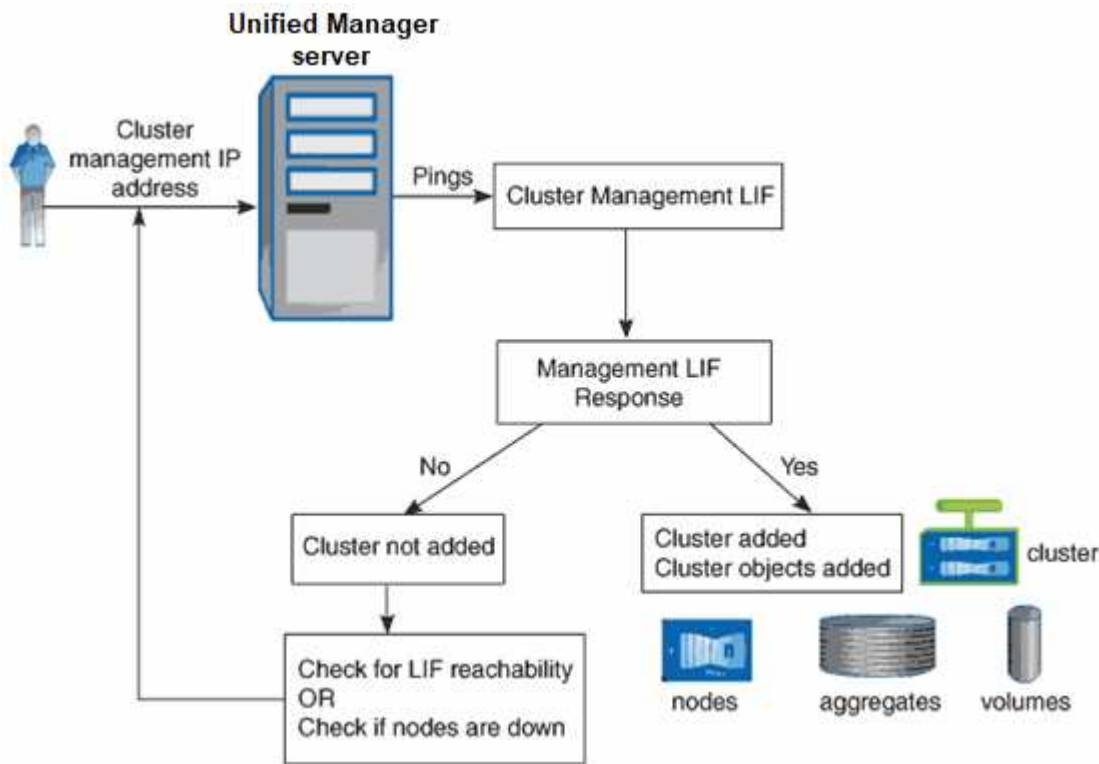 Unified Manager
server
Cluster
management IP
address
Pings
Cluster Management LIF
Management LIF
Response
No
Yes
Cluster not added
Cluster added
Cluster objects added
cluster
Check for LIF reachability
OR
Check if nodes are down
nodes
aggregates
volumes